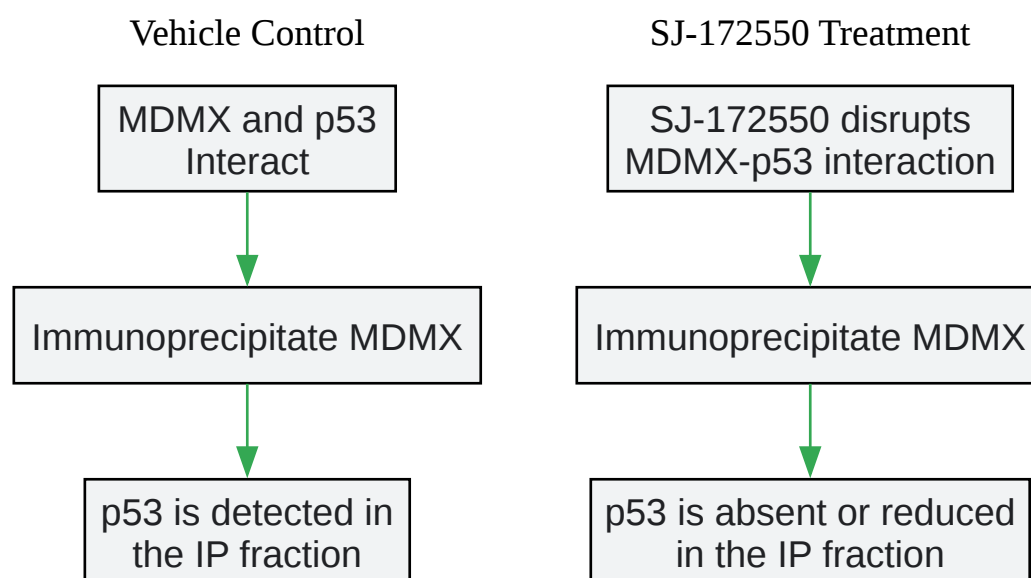 Vehicle Control
MDMX and p53
Interact
Immunoprecipitate MDMX
p53 is detected in
the IP fraction
SJ-172550 Treatment
SJ-172550 disrupts
MDMX-p53 interaction
Immunoprecipitate MDMX
p53 is absent or reduced
in the IP fraction